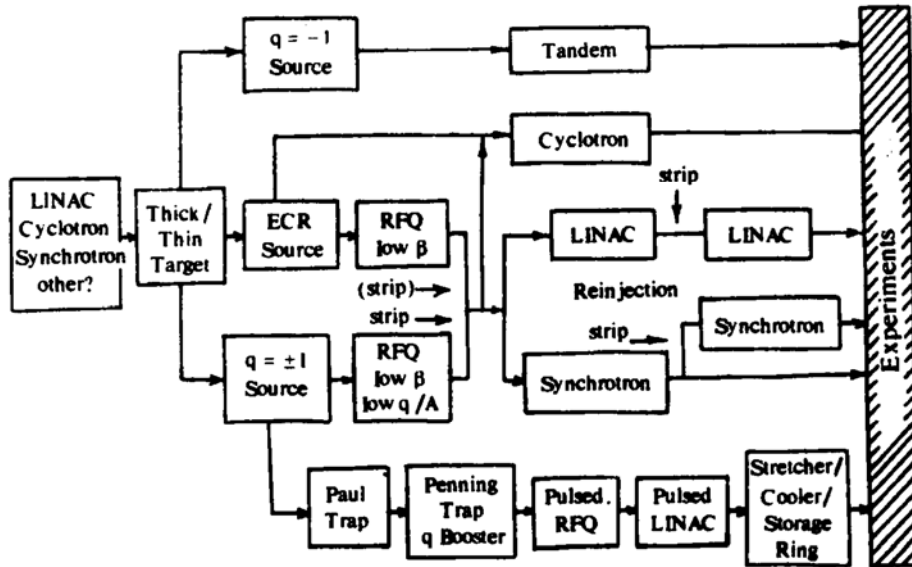 q = −1
Source
Tandem
Cyclotron
strip
LINAC
Cyclotron
Synchrotron
other?
Thick /
Thin
Target
ECR
Source
RFQ
low β
LINAC
LINAC
(strip)
strip
Reinjection
strip
Synchrotron
q = ±1
Source
RFQ
low β
low q/A
Synchrotron
Experiments
Paul
Trap
Penning
Trap
q Booster
Pulsed.
RFQ
Pulsed
LINAC
Stretcher/
Cooler/
Storage
Ring